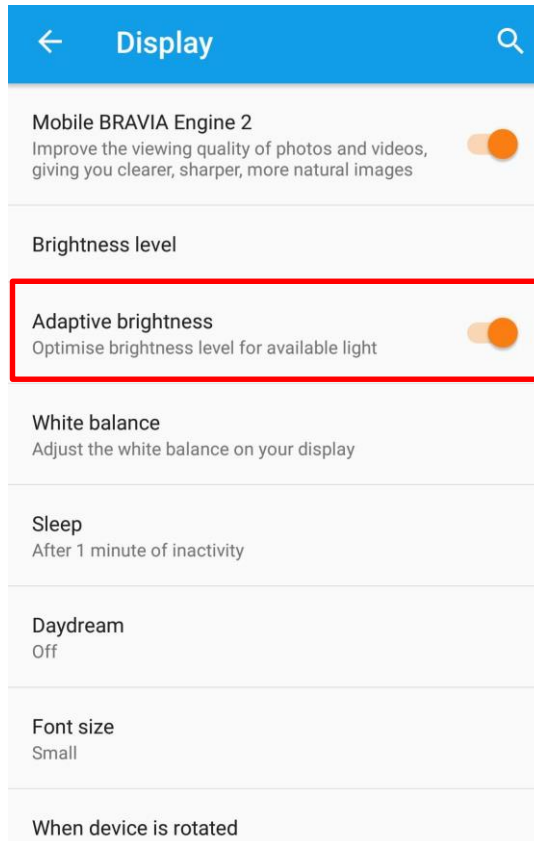 Display
Mobile BRAVIA Engine 2
Improve the viewing quality of photos and videos,
giving you clearer, sharper, more natural images
Brightness level
Adaptive brightness
Optimise brightness level for available light
White balance
Adjust the white balance on your display
Sleep
After 1 minute of inactivity
Daydream
Off
Font size
Small
When device is rotated